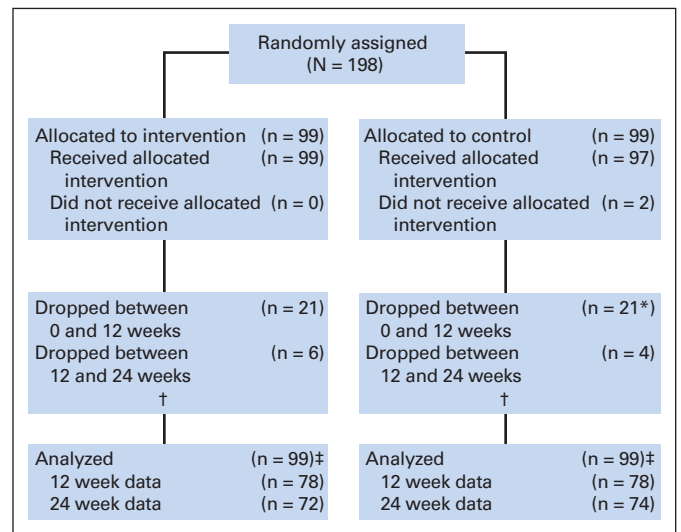 Randomly assigned
(N = 198)
Allocated to intervention (n = 99)
Received allocated (n = 99)
intervention
Did not receive allocated (n = 0)
intervention
Allocated to control (n = 99)
Received allocated (n = 97)
intervention
Did not receive allocated (n = 2)
intervention
Dropped between (n = 21)
0 and 12 weeks
Dropped between (n = 6)
12 and 24 weeks
†
Dropped between (n = 21*)
0 and 12 weeks
Dropped between (n = 4)
12 and 24 weeks
†
Analyzed (n = 99)‡
12 week data (n = 78)
24 week data (n = 72)
Analyzed (n = 99)‡
12 week data (n = 78)
24 week data (n = 74)